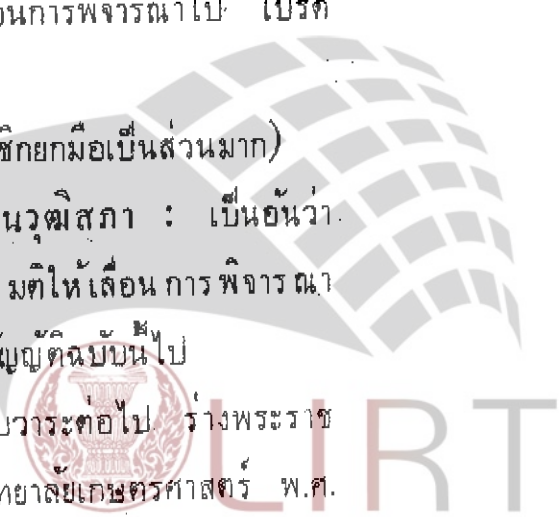 อนการพิจารณาไป โปรด
ชิกยกมือเป็นส่วนมาก)
นวุฒิสภา : เป็นอันว่า
มติให้เลื่อนการพิจารณา
ัญญัติฉบับนี้ไป
บวาระต่อไป ร่างพระราช
ทยาลัยเกษตรศาสตร์ พ.ศ.
LIRT